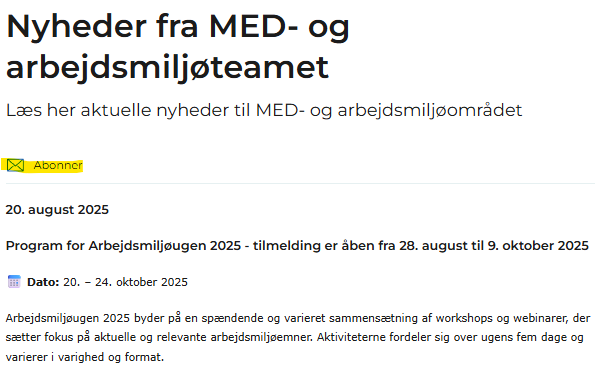 Nyheder fra MED- og
arbejdsmiljøteamet
Læs her aktuelle nyheder til MED- og arbejdsmiljøområdet
Abonner
20. august 2025
Program for Arbejdsmiljøugen 2025 - tilmelding er åben fra 28. august til 9. oktober 2025
Dato: 20. – 24. oktober 2025
Arbejdsmiljøugen 2025 byder på en spændende og varieret sammensætning af workshops og webinarer, der
sætter fokus på aktuelle og relevante arbejdsmiljøemner. Aktiviteterne fordeler sig over ugens fem dage og
varierer i varighed og format.